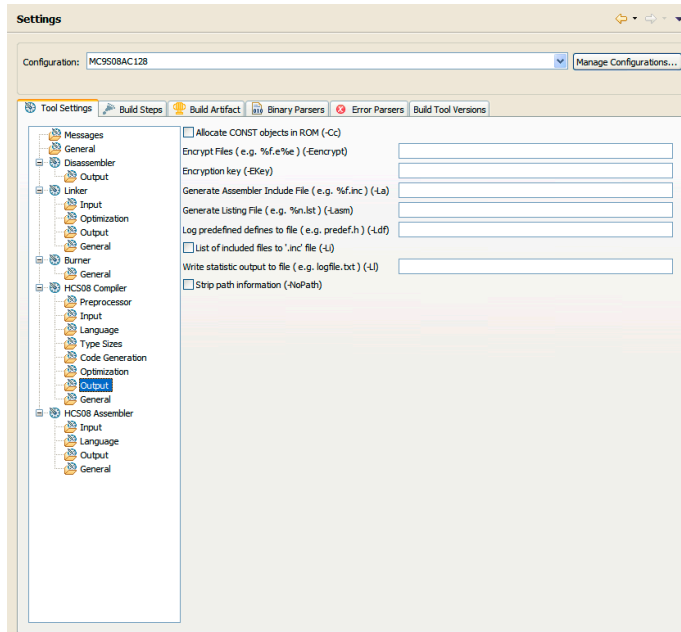 Settings
Configuration: MC9S08AC128 Manage Configurations...
Tool Settings Build Steps Build Artifact Binary Parsers Error Parsers Build Tool Versions
Messages
General
Disassembler
Output
Linker
Input
Optimization
Output
General
Burner
General
HCS08 Compiler
Preprocessor
Input
Language
Type Sizes
Code Generation
Optimization
Output
General
HCS08 Assembler
Input
Language
Output
General
Allocate CONST objects in ROM (-Cc)
Encrypt Files ( e.g. %f.e%e ) (-Eencrypt)
Encryption key (-EKey)
Generate Assembler Include File ( e.g. %f.inc ) (-La)
Generate Listing File ( e.g. %n.lst ) (-Lasm)
Log predefined defines to file ( e.g. predef.h ) (-Ldf)
List of included files to '.inc' file (-Li)
Write statistic output to file ( e.g. logfile.txt ) (-Ll)
Strip path information (-NoPath)